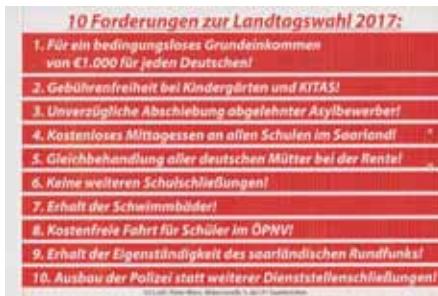 10 Forderungen zur Landtagswahl 2017:
1. Für ein bedingungsloses Grundeinkommen
von €1.000 für jeden Deutschen!
2. Gebührenfreiheit bei Kindergärten und KITAS!
3. Unverzügliche Abschiebung abgelehnter Asylbewerber!
4. Kostenloses Mittagessen an allen Schulen im Saarland!
5. Gleichbehandlung aller deutschen Mütter bei der Rente!
6. Keine weiteren Schulschließungen!
7. Erhalt der Schwimmbäder!
8. Kostenfreie Fahrt für Schüler im ÖPNV!
9. Erhalt der Eigenständigkeit des saarländischen Rundfunks!
10. Ausbau der Polizei statt weiterer Dienststellenschließungen!